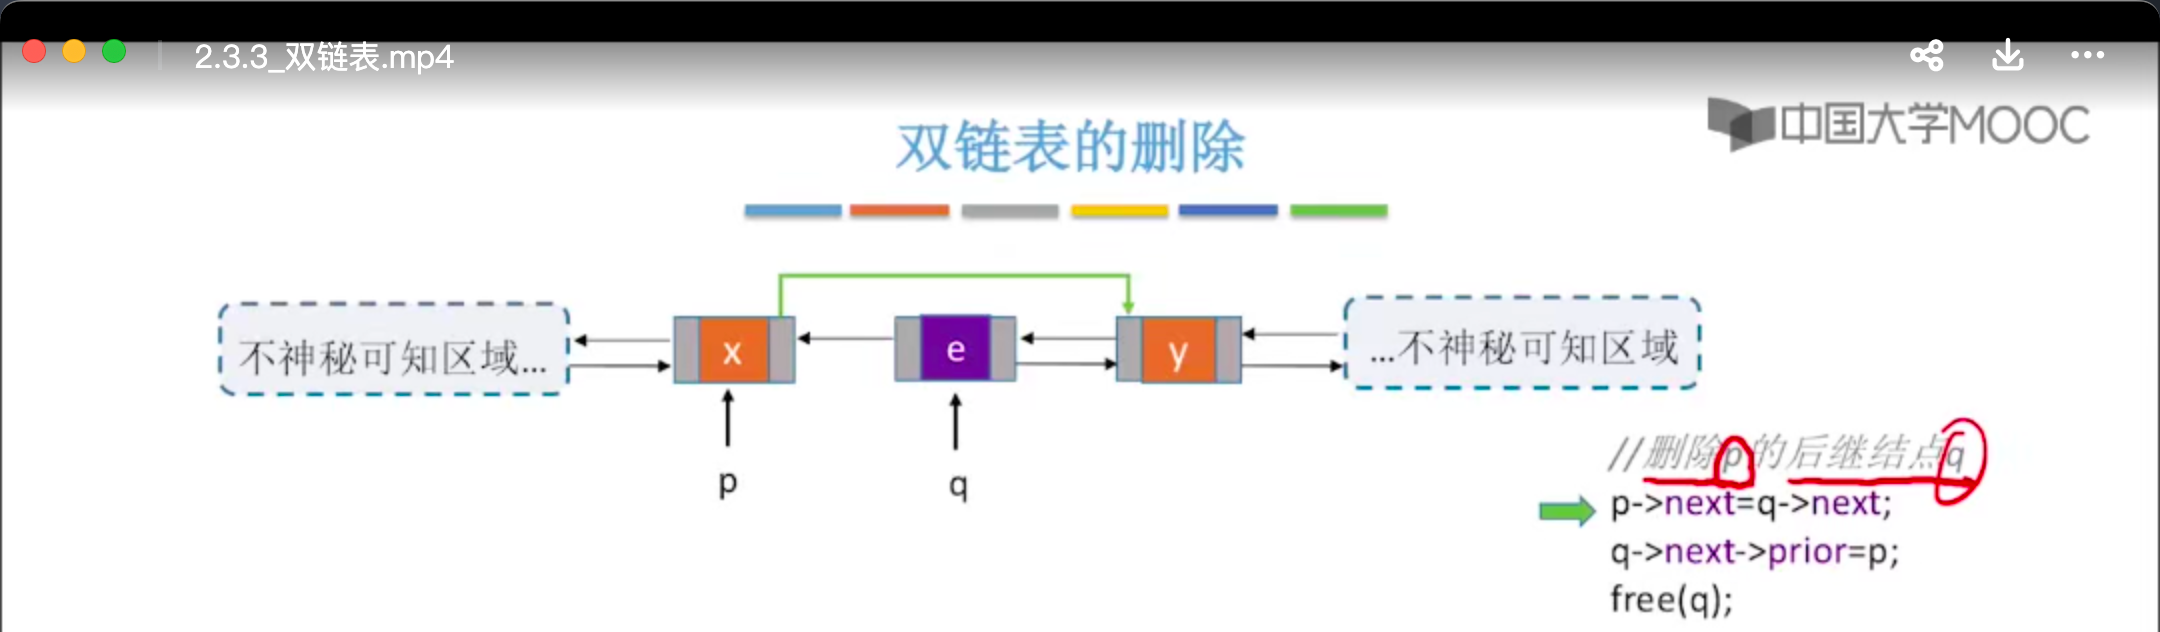 2.3.3_双链表.mp4
中国大学MOOC
双链表的删除
不神秘可知区域...
x
e
y
...不神秘可知区域
p
q
//删除p的后继结点q
p->next=q->next;
q->next->prior=p;
free(q);